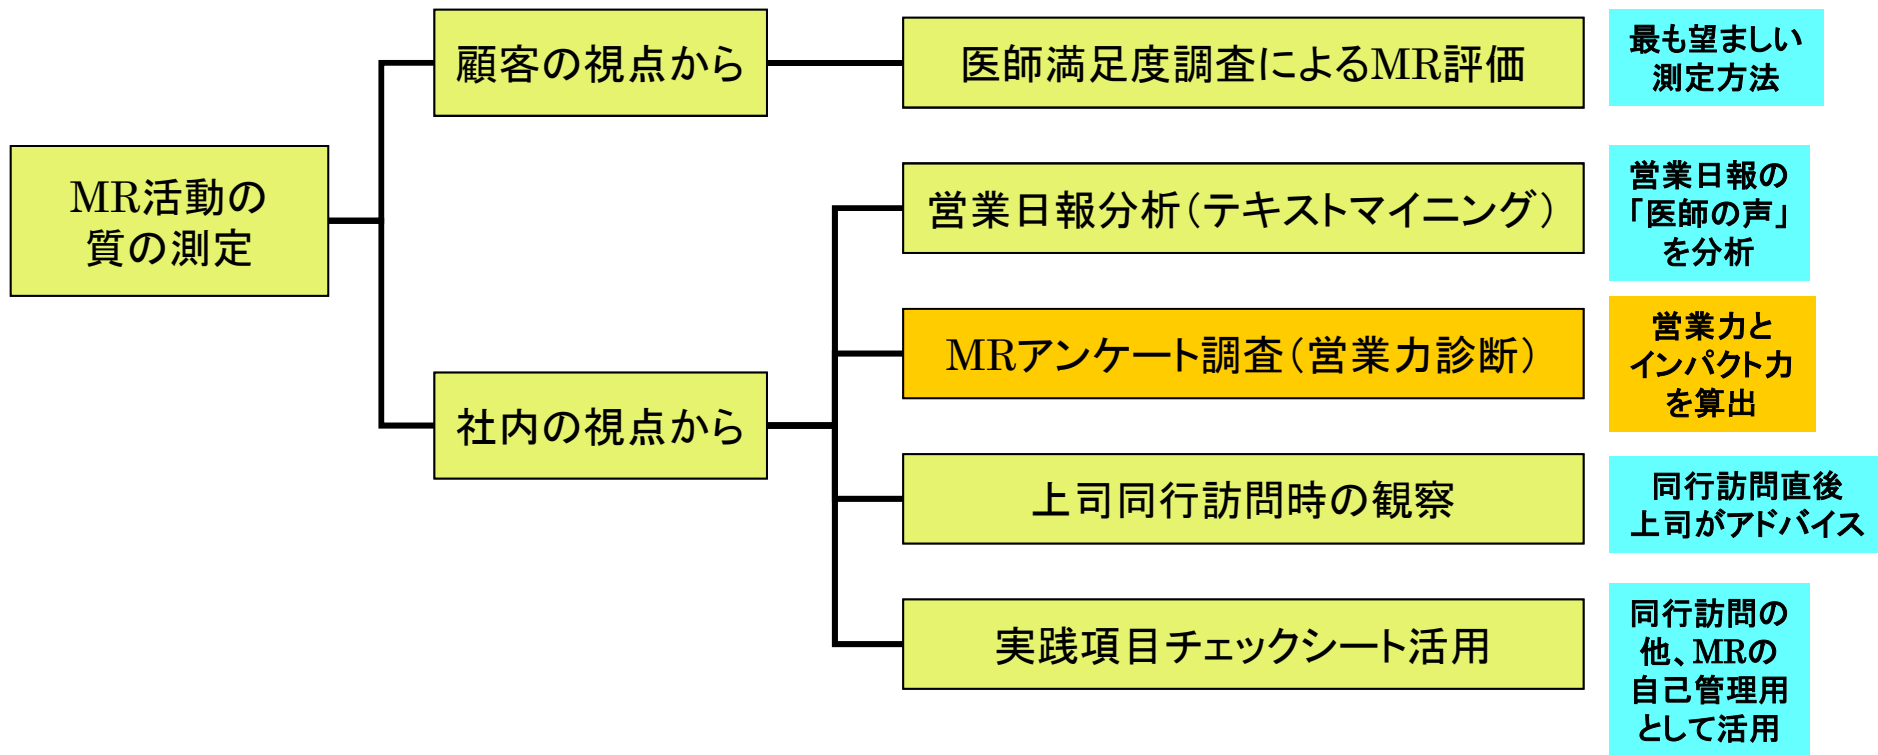 MR活動の
質の測定
顧客の視点から
医師満足度調査によるMR評価
最も望ましい
測定方法
社内の視点から
営業日報分析（テキストマイニング）
営業日報の
「医師の声」
を分析
MRアンケート調査（営業力診断）
営業力と
インパクト力
を算出
上司同行訪問時の観察
同行訪問直後
上司がアドバイス
実践項目チェックシート活用
同行訪問の
他、MRの
自己管理用
として活用